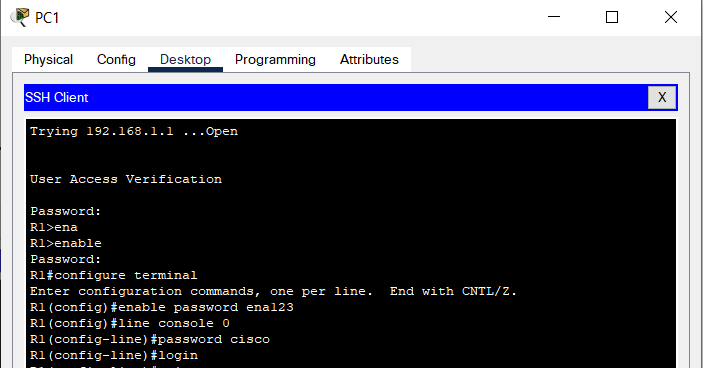 PC1
Physical Config Desktop Programming Attributes
SSH Client X
Trying 192.168.1.1 ...Open
User Access Verification
Password:
R1>ena
R1>enable
Password:
R1#configure terminal
Enter configuration commands, one per line.  End with CNTL/Z.
R1(config)#enable password ena123
R1(config)#line console 0
R1(config-line)#password cisco
R1(config-line)#login